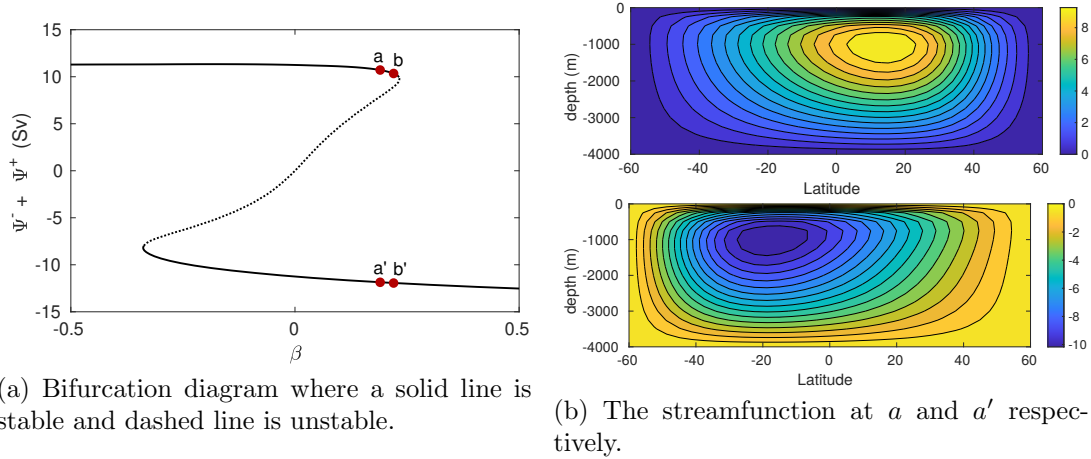 15
10
5
0
-5
-10
-15
Ψ⁻ + Ψ⁺ (Sv)
a b
a' b'
-0.5 0 0.5
β
(a) Bifurcation diagram where a solid line is
stable and dashed line is unstable.
0
-1000
-2000
-3000
-4000
depth (m)
-60 -40 -20 0 20 40 60
Latitude
8
6
4
2
0
0
-1000
-2000
-3000
-4000
depth (m)
-60 -40 -20 0 20 40 60
Latitude
0
-2
-4
-6
-8
-10
(b) The streamfunction at a and a′ respec-
tively.